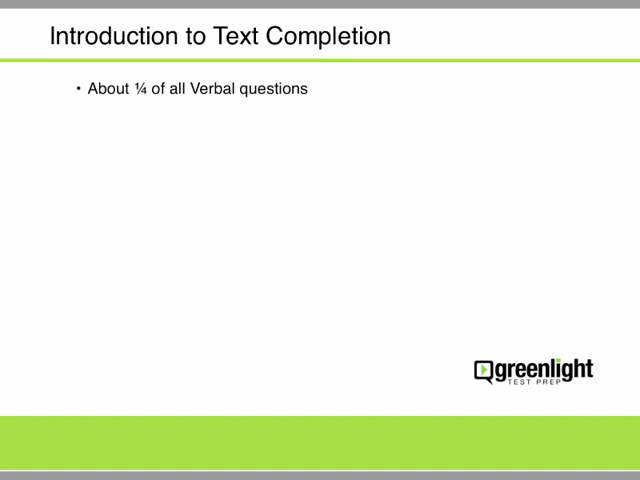 Introduction to Text Completion
• About ¼ of all Verbal questions
greenlight
TEST PREP